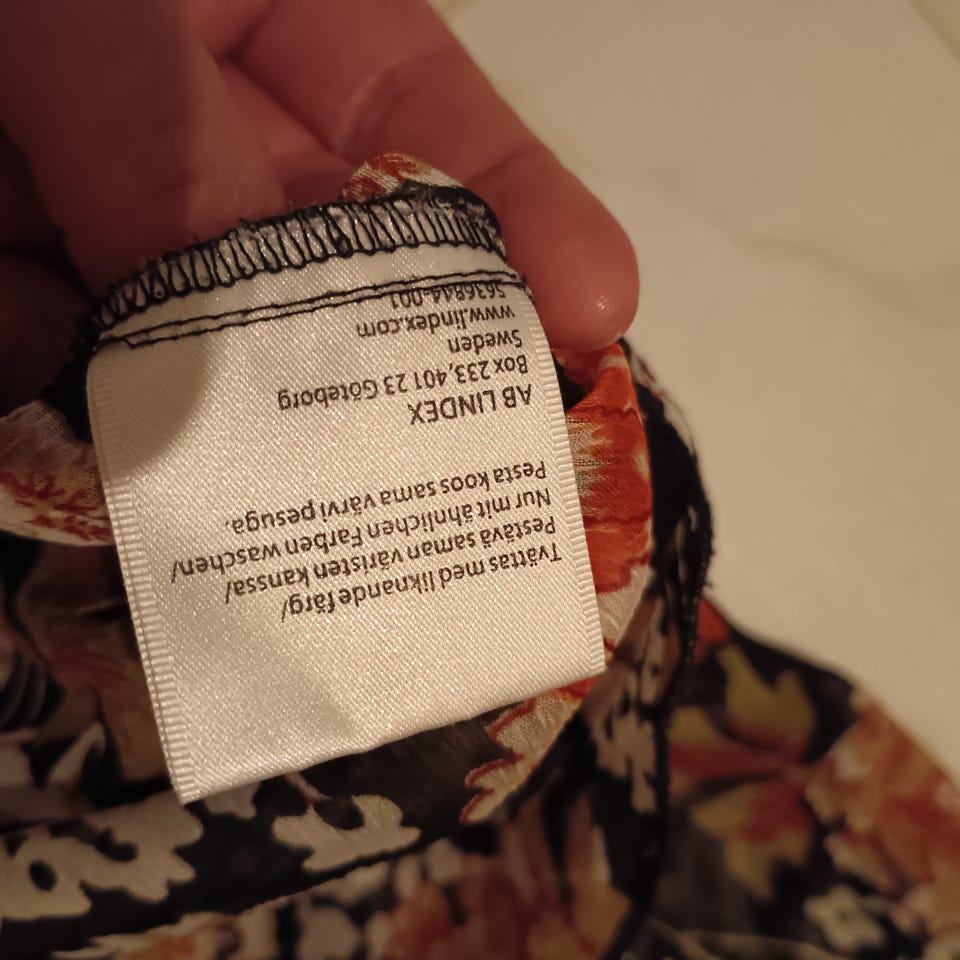 Tvättas med liknande färg/
Pestävä saman väristen kanssa/
Nur mit ähnlichen Farben waschen/
Pesta koos sama värvi pesuga.
AB LINDEX
Box 233,401 23 Göteborg
Sweden
www.lindex.com
5636844-001